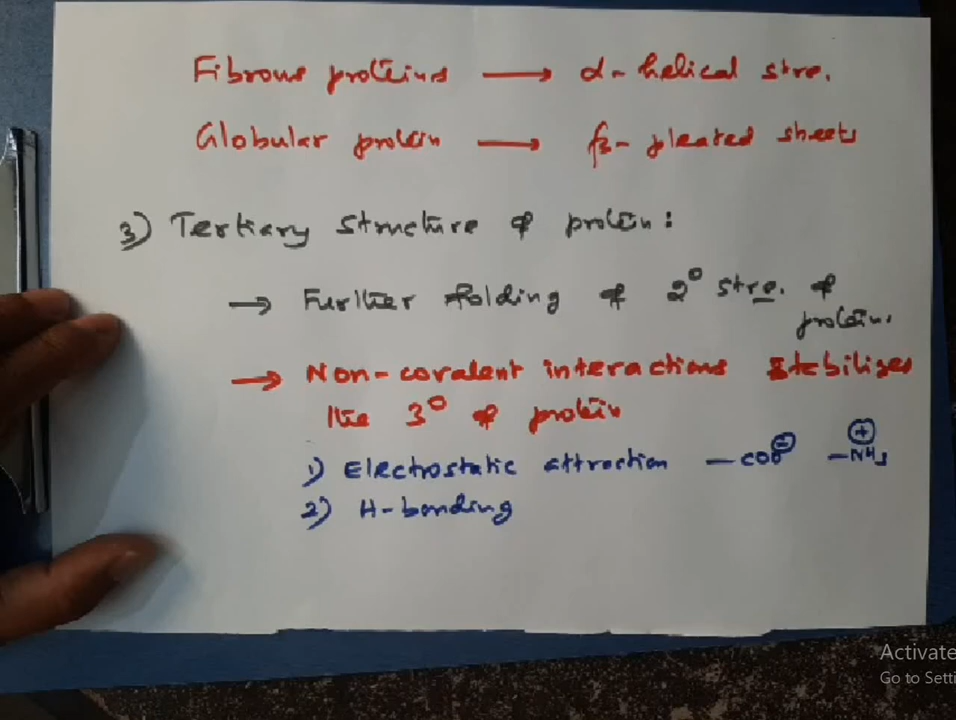 Fibrous proteins → α-helical stre.
Globular protein → β-pleated sheets
3) Tertiary structure of protein:
→ Further folding of 2° stre. of
protein.
→ Non-covalent interactions stabilizes
the 3° of protein
1) Electrostatic attraction –COO⊖ –NH₃⊕
2) H-bonding
Activate
Go to Setti